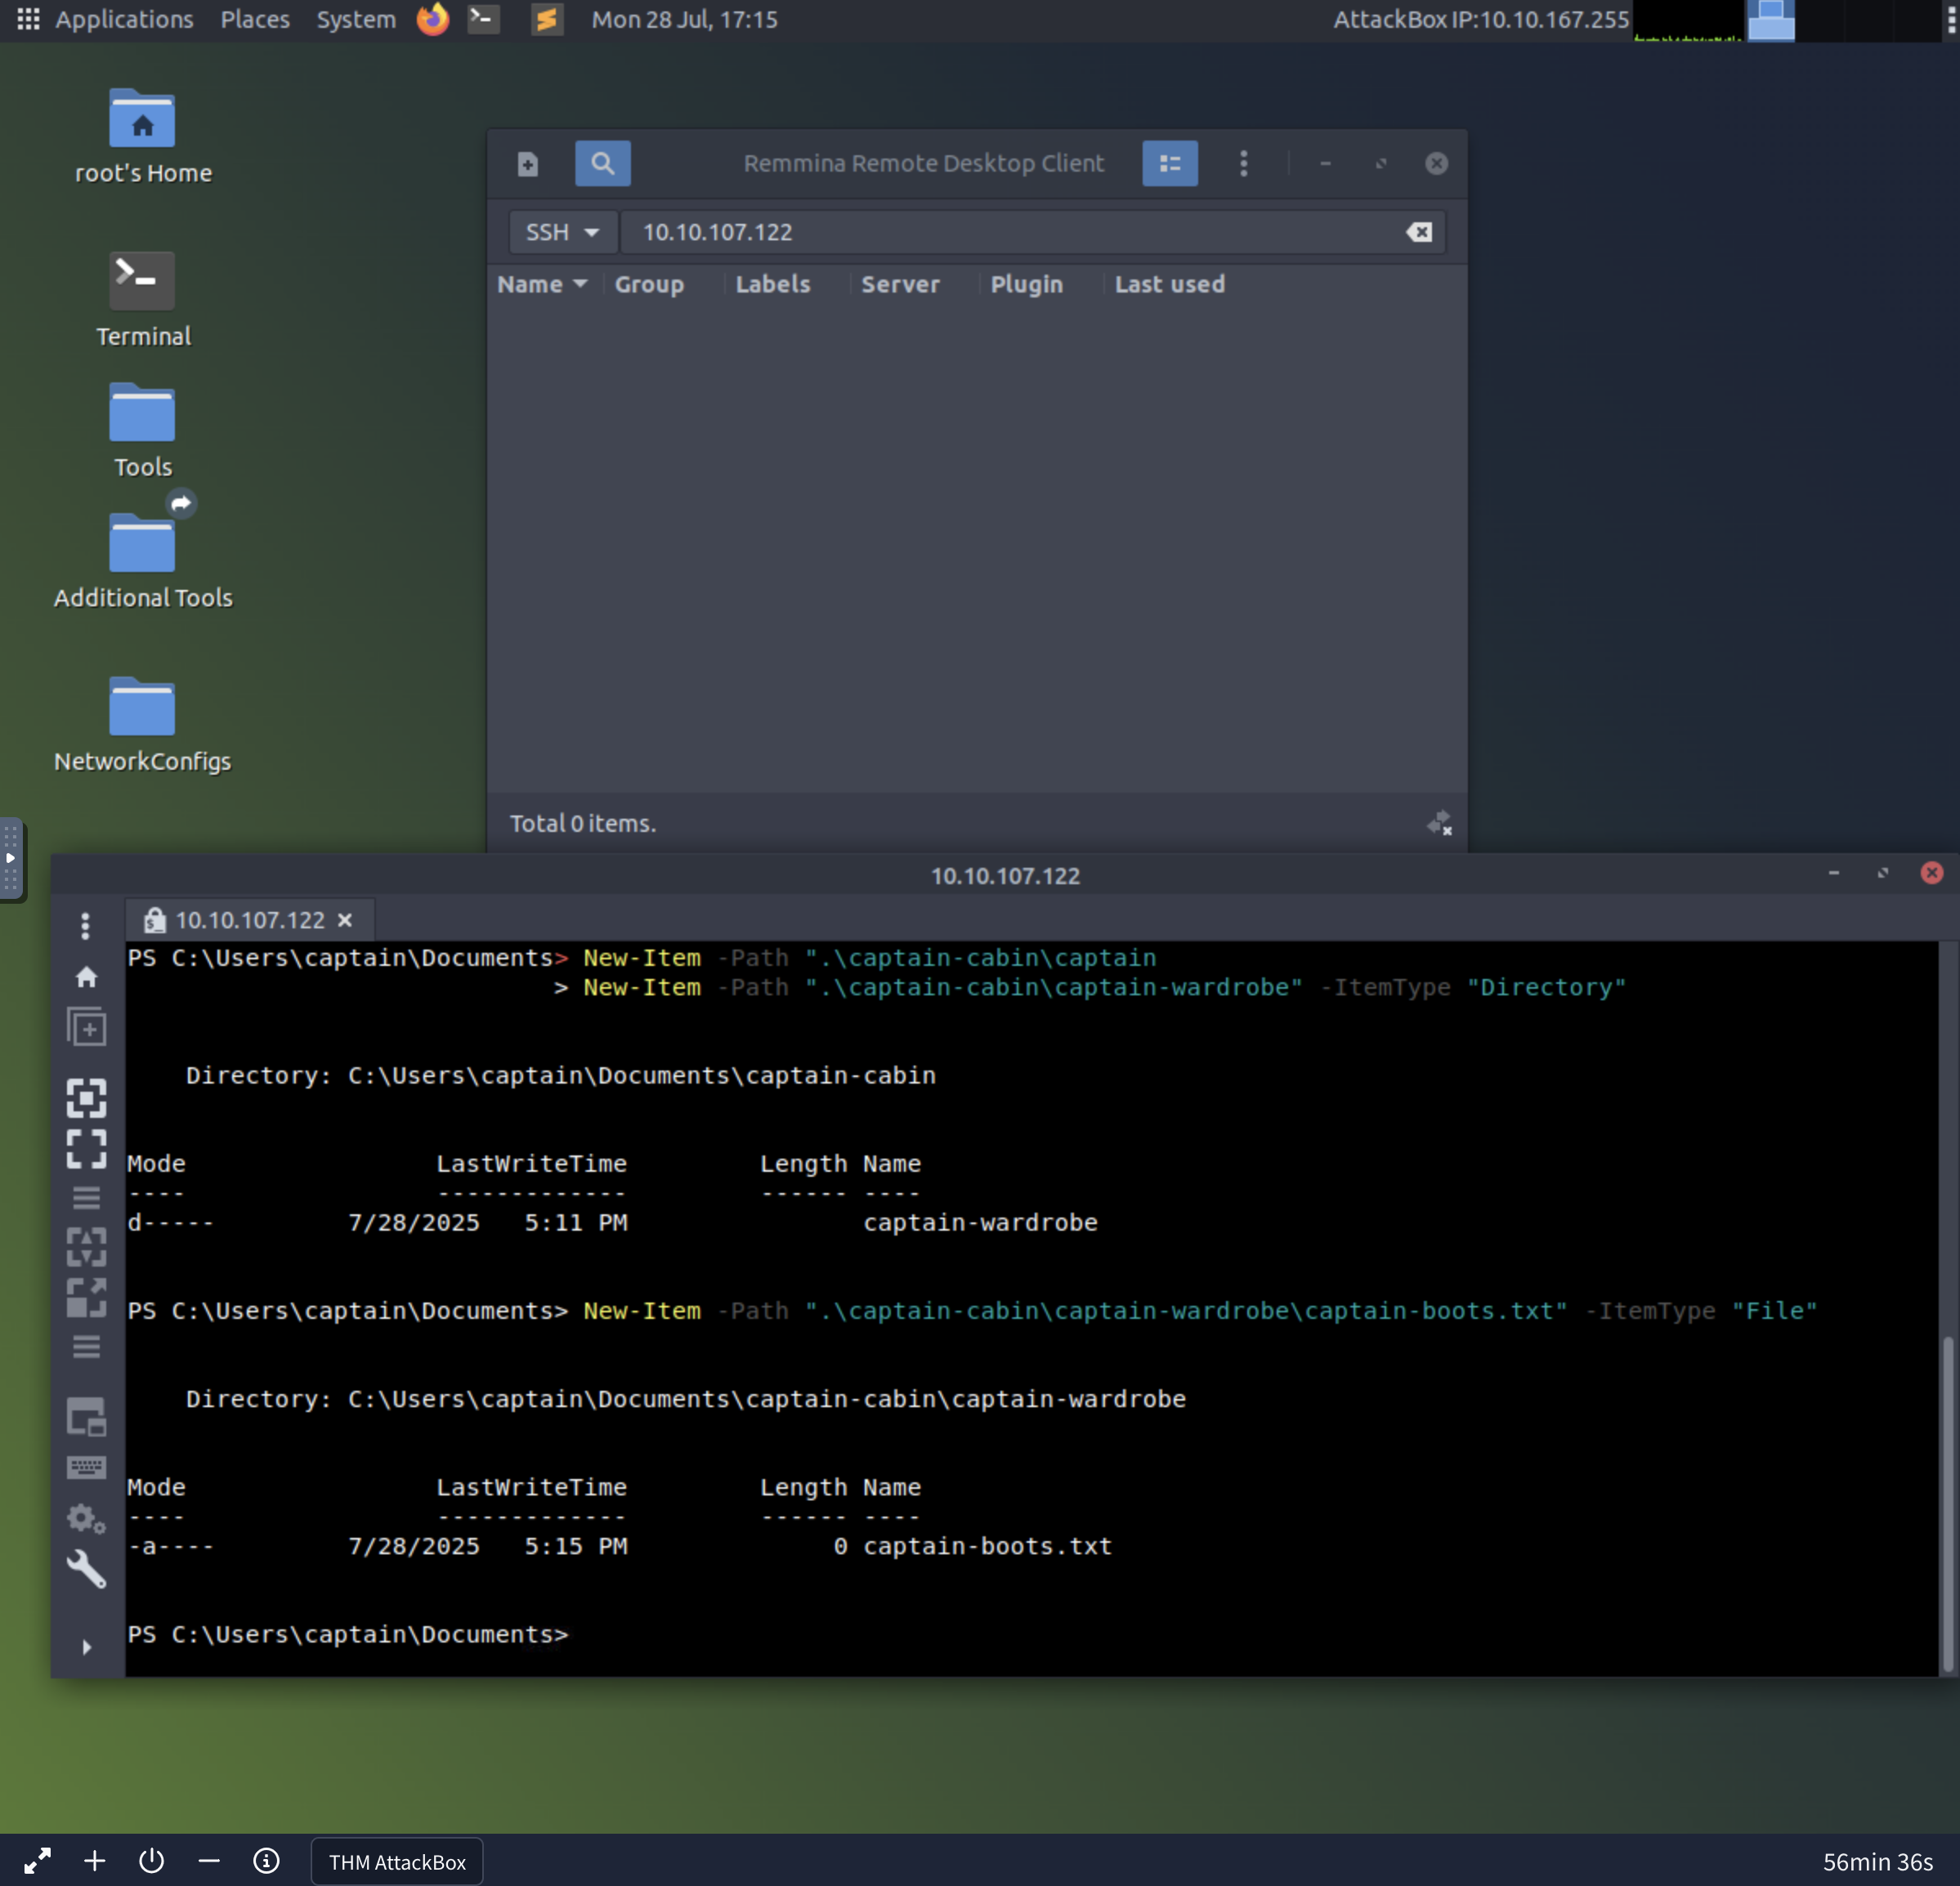 Applications Places System Mon 28 Jul, 17:15 AttackBox IP:10.10.167.255
root's Home
Terminal
Tools
Additional Tools
NetworkConfigs
Remmina Remote Desktop Client
SSH 10.10.107.122
Name Group Labels Server Plugin Last used
Total 0 items.
10.10.107.122
10.10.107.122
PS C:\Users\captain\Documents> New-Item -Path ".\captain-cabin\captain
> New-Item -Path ".\captain-cabin\captain-wardrobe" -ItemType "Directory"
Directory: C:\Users\captain\Documents\captain-cabin
Mode LastWriteTime Length Name
---- ------------- ------ ----
d----- 7/28/2025 5:11 PM captain-wardrobe
PS C:\Users\captain\Documents> New-Item -Path ".\captain-cabin\captain-wardrobe\captain-boots.txt" -ItemType "File"
Directory: C:\Users\captain\Documents\captain-cabin\captain-wardrobe
Mode LastWriteTime Length Name
---- ------------- ------ ----
-a---- 7/28/2025 5:15 PM 0 captain-boots.txt
PS C:\Users\captain\Documents>
THM AttackBox 56min 36s